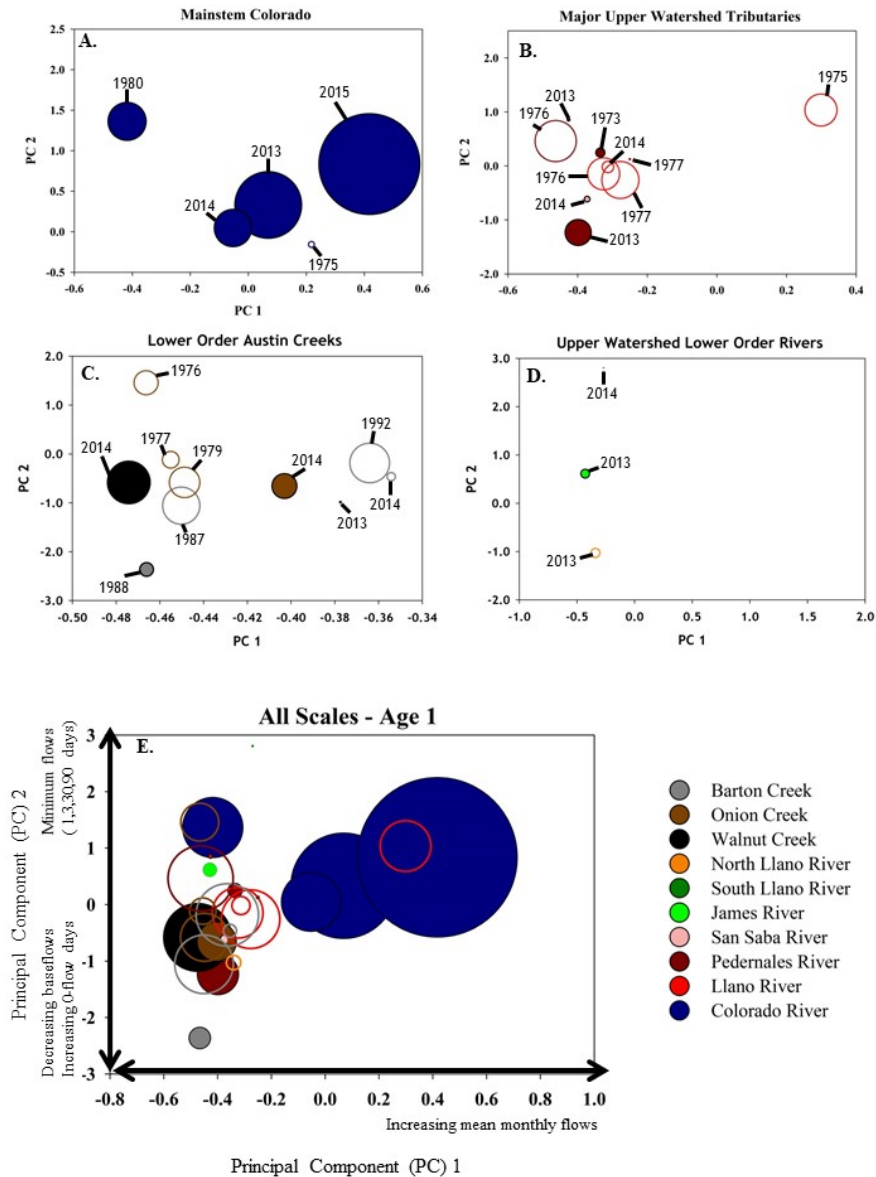 Mainstem Colorado
A.
1980
2015
2013
2014
1975
2.0
1.5
1.0
0.5
0.0
-0.5
PC 2
-0.6 -0.4 -0.2 0.0 0.2 0.4 0.6
PC 1
Major Upper Watershed Tributaries
B.
1975
2013
1976
1973
2014
1977
1976
1977
2014
2013
2.0
1.0
0.0
-1.0
-2.0
PC 2
-0.6 -0.4 -0.2 0.0 0.2 0.4
Lower Order Austin Creeks
C.
1976
1992
1977
1979
2014
2014
2014
2013
1987
1988
2.0
1.0
0.0
-1.0
-2.0
-3.0
PC 2
-0.50 -0.48 -0.46 -0.44 -0.42 -0.40 -0.38 -0.36 -0.34
PC 1
Upper Watershed Lower Order Rivers
D.
2014
2013
2013
3.0
2.0
1.0
0.0
-1.0
-2.0
PC 2
-1.0 -0.5 0.0 0.5 1.0 1.5 2.0
PC 1
All Scales - Age 1
E.
3
2
1
0
-1
-2
-3
Principal Component (PC) 2
Minimum flows
( 1,3,30,90 days)
Decreasing baseflows
Increasing 0-flow days
-0.8 -0.6 -0.4 -0.2 0.0 0.2 0.4 0.6 0.8 1.0
Increasing mean monthly flows
Principal Component (PC) 1
Barton Creek
Onion Creek
Walnut Creek
North Llano River
South Llano River
James River
San Saba River
Pedernales River
Llano River
Colorado River